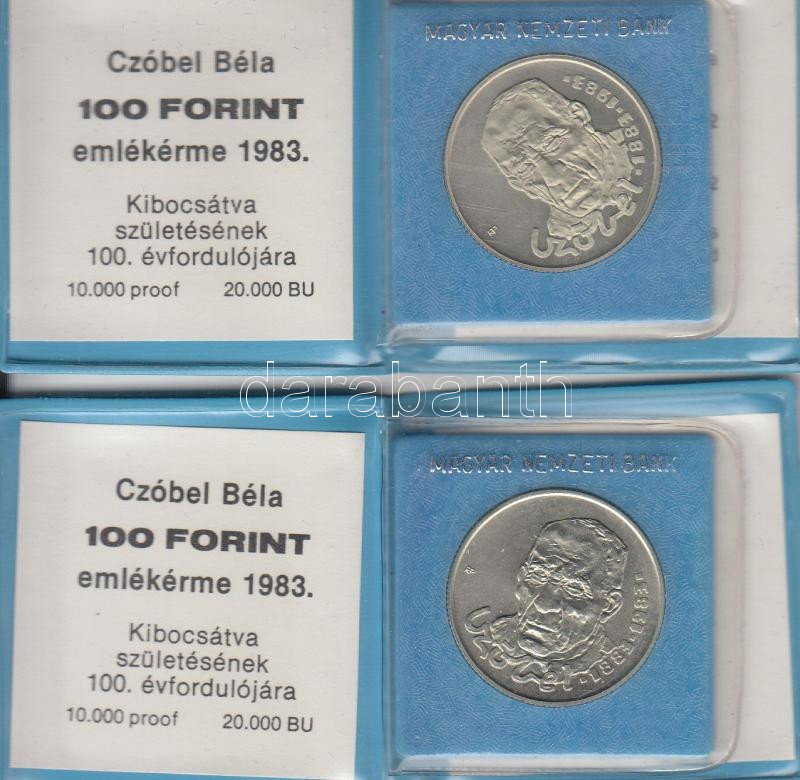 Czóbel Béla
100 FORINT
emlékérme 1983.
Kibocsátva
születésének
100. évfordulójára
10.000 proof 20.000 BU
MAGYAR NEMZETI BANK
Czóbel
1883-1983
darabanth
Czóbel Béla
100 FORINT
emlékérme 1983.
Kibocsátva
születésének
100. évfordulójára
10.000 proof 20.000 BU
MAGYAR NEMZETI BANK
Czóbel
1883-1983